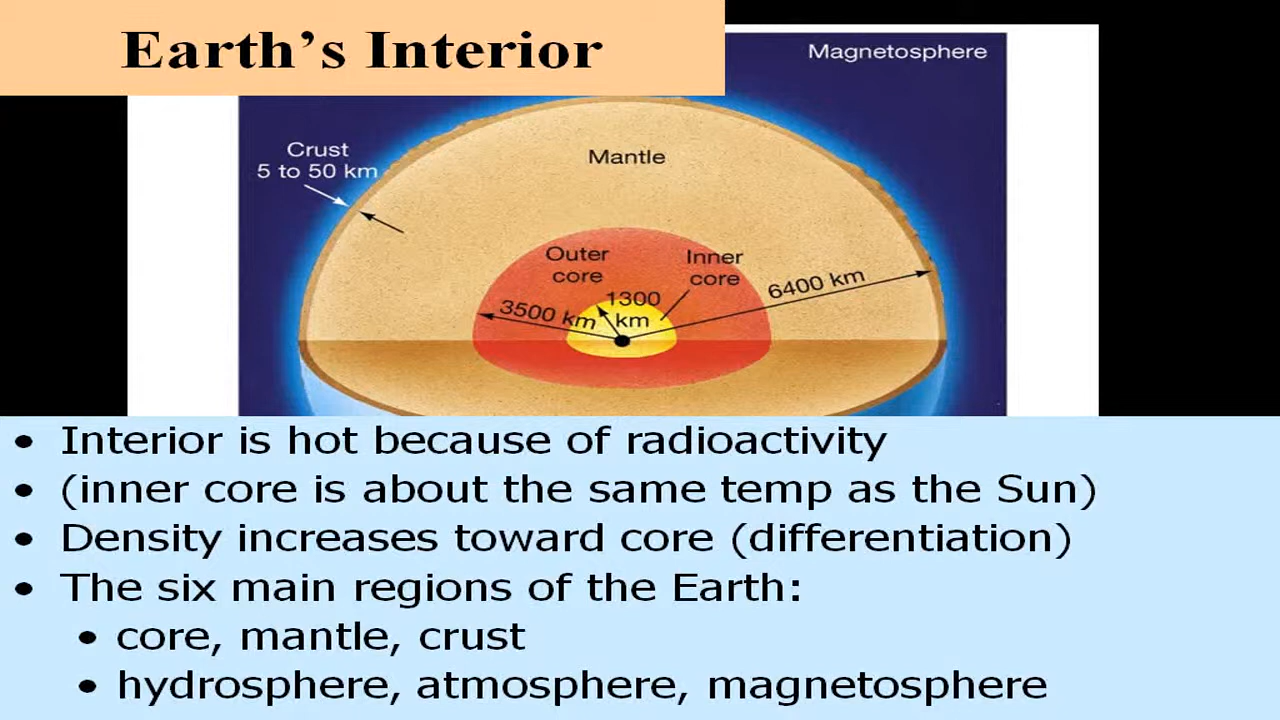 Earth's Interior
Magnetosphere
Crust
5 to 50 km
Mantle
Outer
core
Inner
core
6400 km
3500 km
1300
km
• Interior is hot because of radioactivity
• (inner core is about the same temp as the Sun)
• Density increases toward core (differentiation)
• The six main regions of the Earth:
• core, mantle, crust
• hydrosphere, atmosphere, magnetosphere